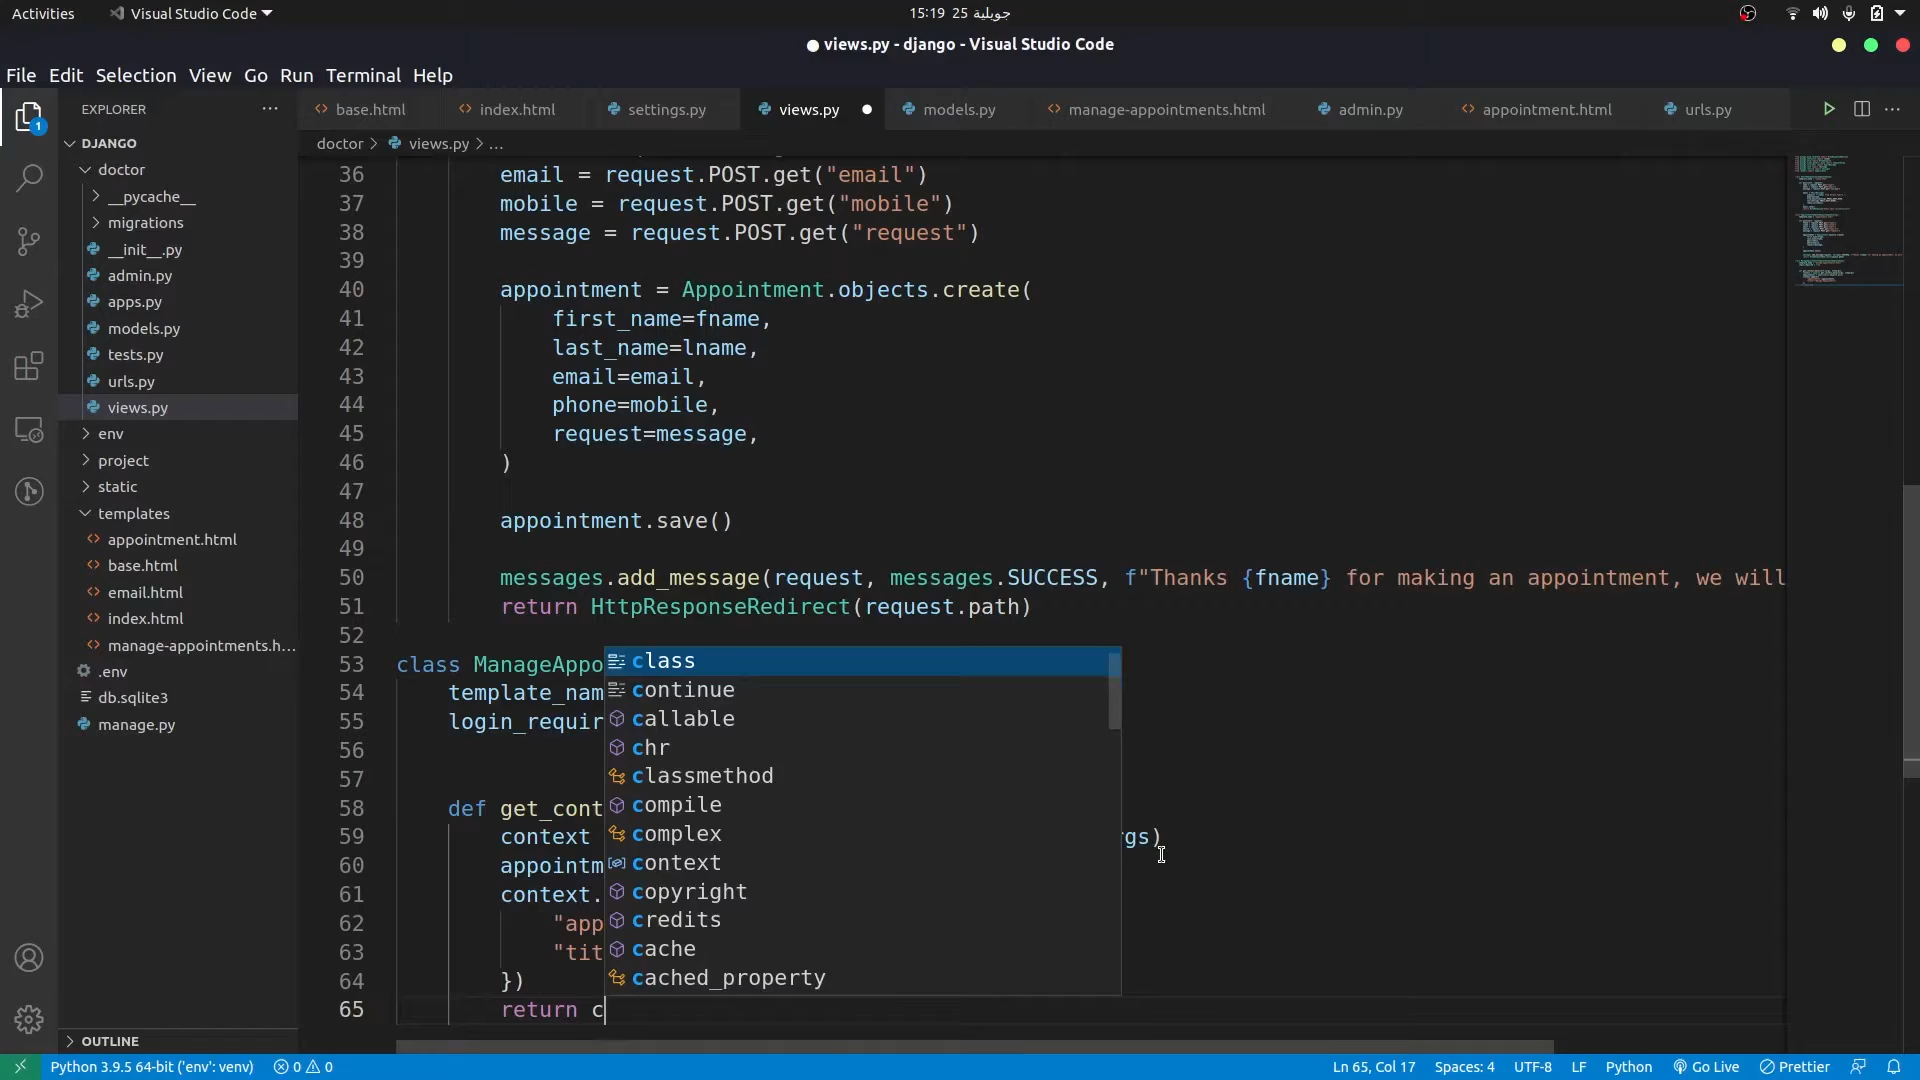 Activities
Visual Studio Code
15:19 25 جويلية
● views.py - django - Visual Studio Code
File Edit Selection View Go Run Terminal Help
EXPLORER
base.html
index.html
settings.py
views.py
models.py
manage-appointments.html
admin.py
appointment.html
urls.py
doctor > views.py > ...
1
DJANGO
doctor
__pycache__
migrations
__init__.py
admin.py
apps.py
models.py
tests.py
urls.py
views.py
env
project
static
templates
appointment.html
base.html
email.html
index.html
manage-appointments.h...
.env
db.sqlite3
manage.py
OUTLINE
36 email = request.POST.get("email")
37 mobile = request.POST.get("mobile")
38 message = request.POST.get("request")
39
40 appointment = Appointment.objects.create(
41 first_name=fname,
42 last_name=lname,
43 email=email,
44 phone=mobile,
45 request=message,
46 )
47
48 appointment.save()
49
50 messages.add_message(request, messages.SUCCESS, f"Thanks {fname} for making an appointment, we will
51 return HttpResponseRedirect(request.path)
52
53 class ManageAppo
54 template_nam
55 login_requir
56
57
58 def get_cont
59 context rgs)
60 appointm
61 context.
62 "app
63 "tit
64 })
65 return c
class
continue
callable
chr
classmethod
compile
complex
context
copyright
credits
cache
cached_property
Python 3.9.5 64-bit ('env': venv) 0 0 Ln 65, Col 17 Spaces: 4 UTF-8 LF Python Go Live Prettier